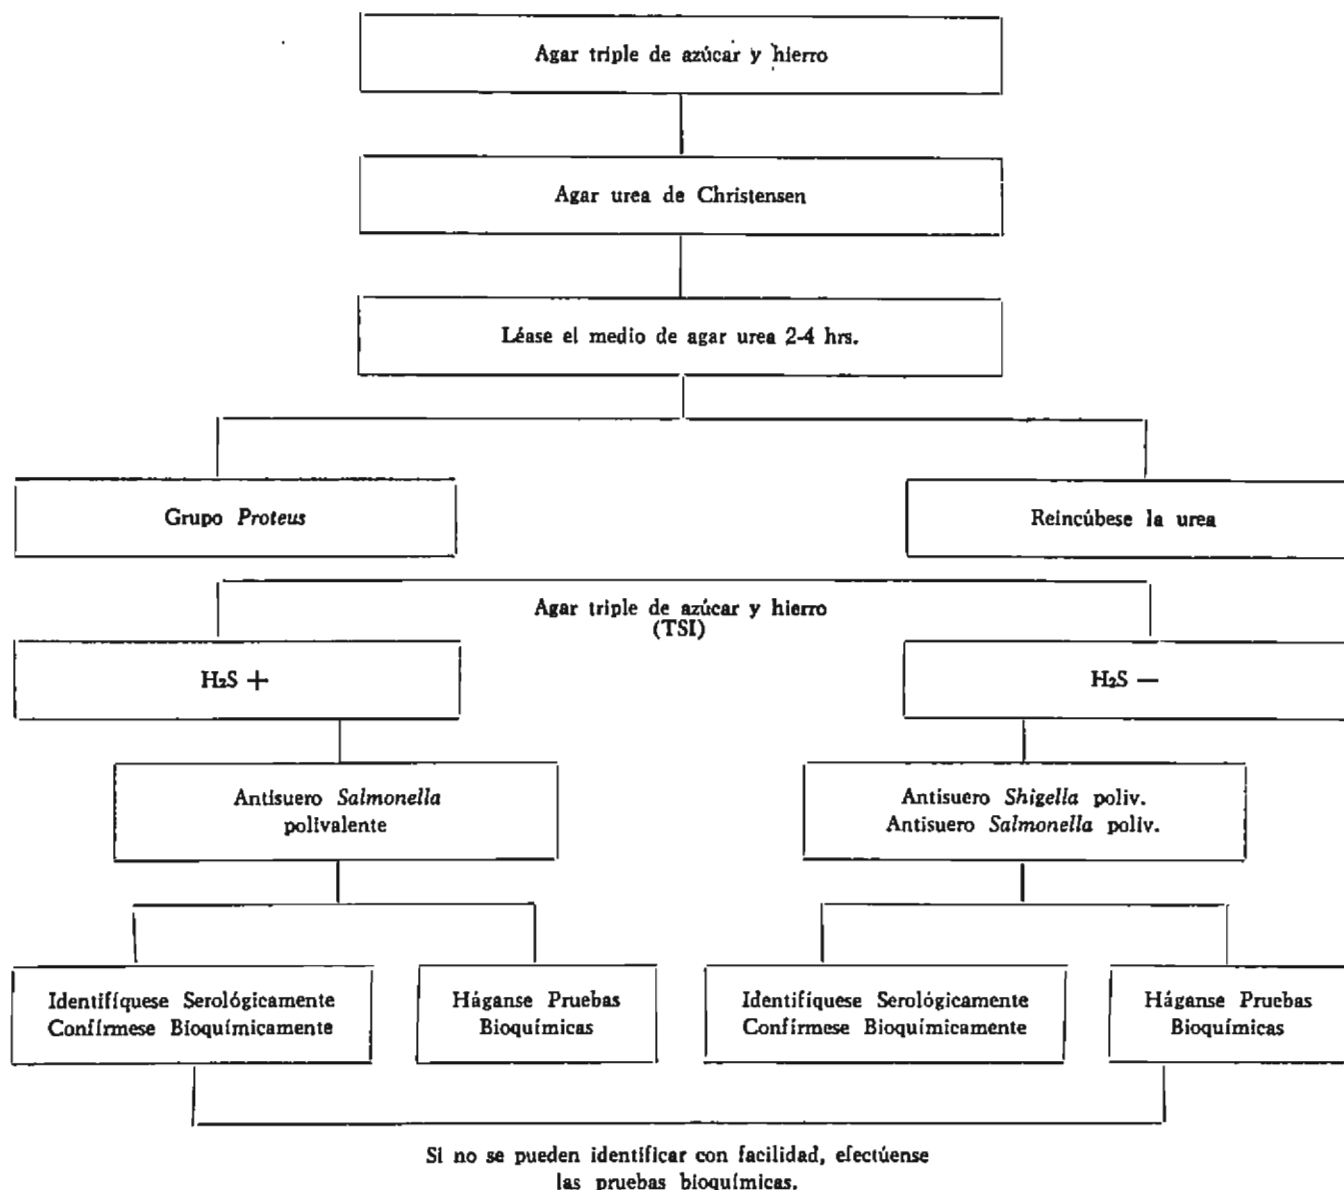 Agar triple de azúcar y hierro
Agar urea de Christensen
Léase el medio de agar urea 2-4 hrs.
Grupo Proteus
Reincúbese la urea
Agar triple de azúcar y hierro
(TSI)
H₂S +
H₂S —
Antisuero Salmonella
polivalente
Antisuero Shigella poliv.
Antisuero Salmonella poliv.
Identifíquese Serológicamente
Confírmese Bioquímicamente
Háganse Pruebas
Bioquímicas
Identifíquese Serológicamente
Confírmese Bioquímicamente
Háganse Pruebas
Bioquímicas
Si no se pueden identificar con facilidad, efectúense
las pruebas bioquímicas.